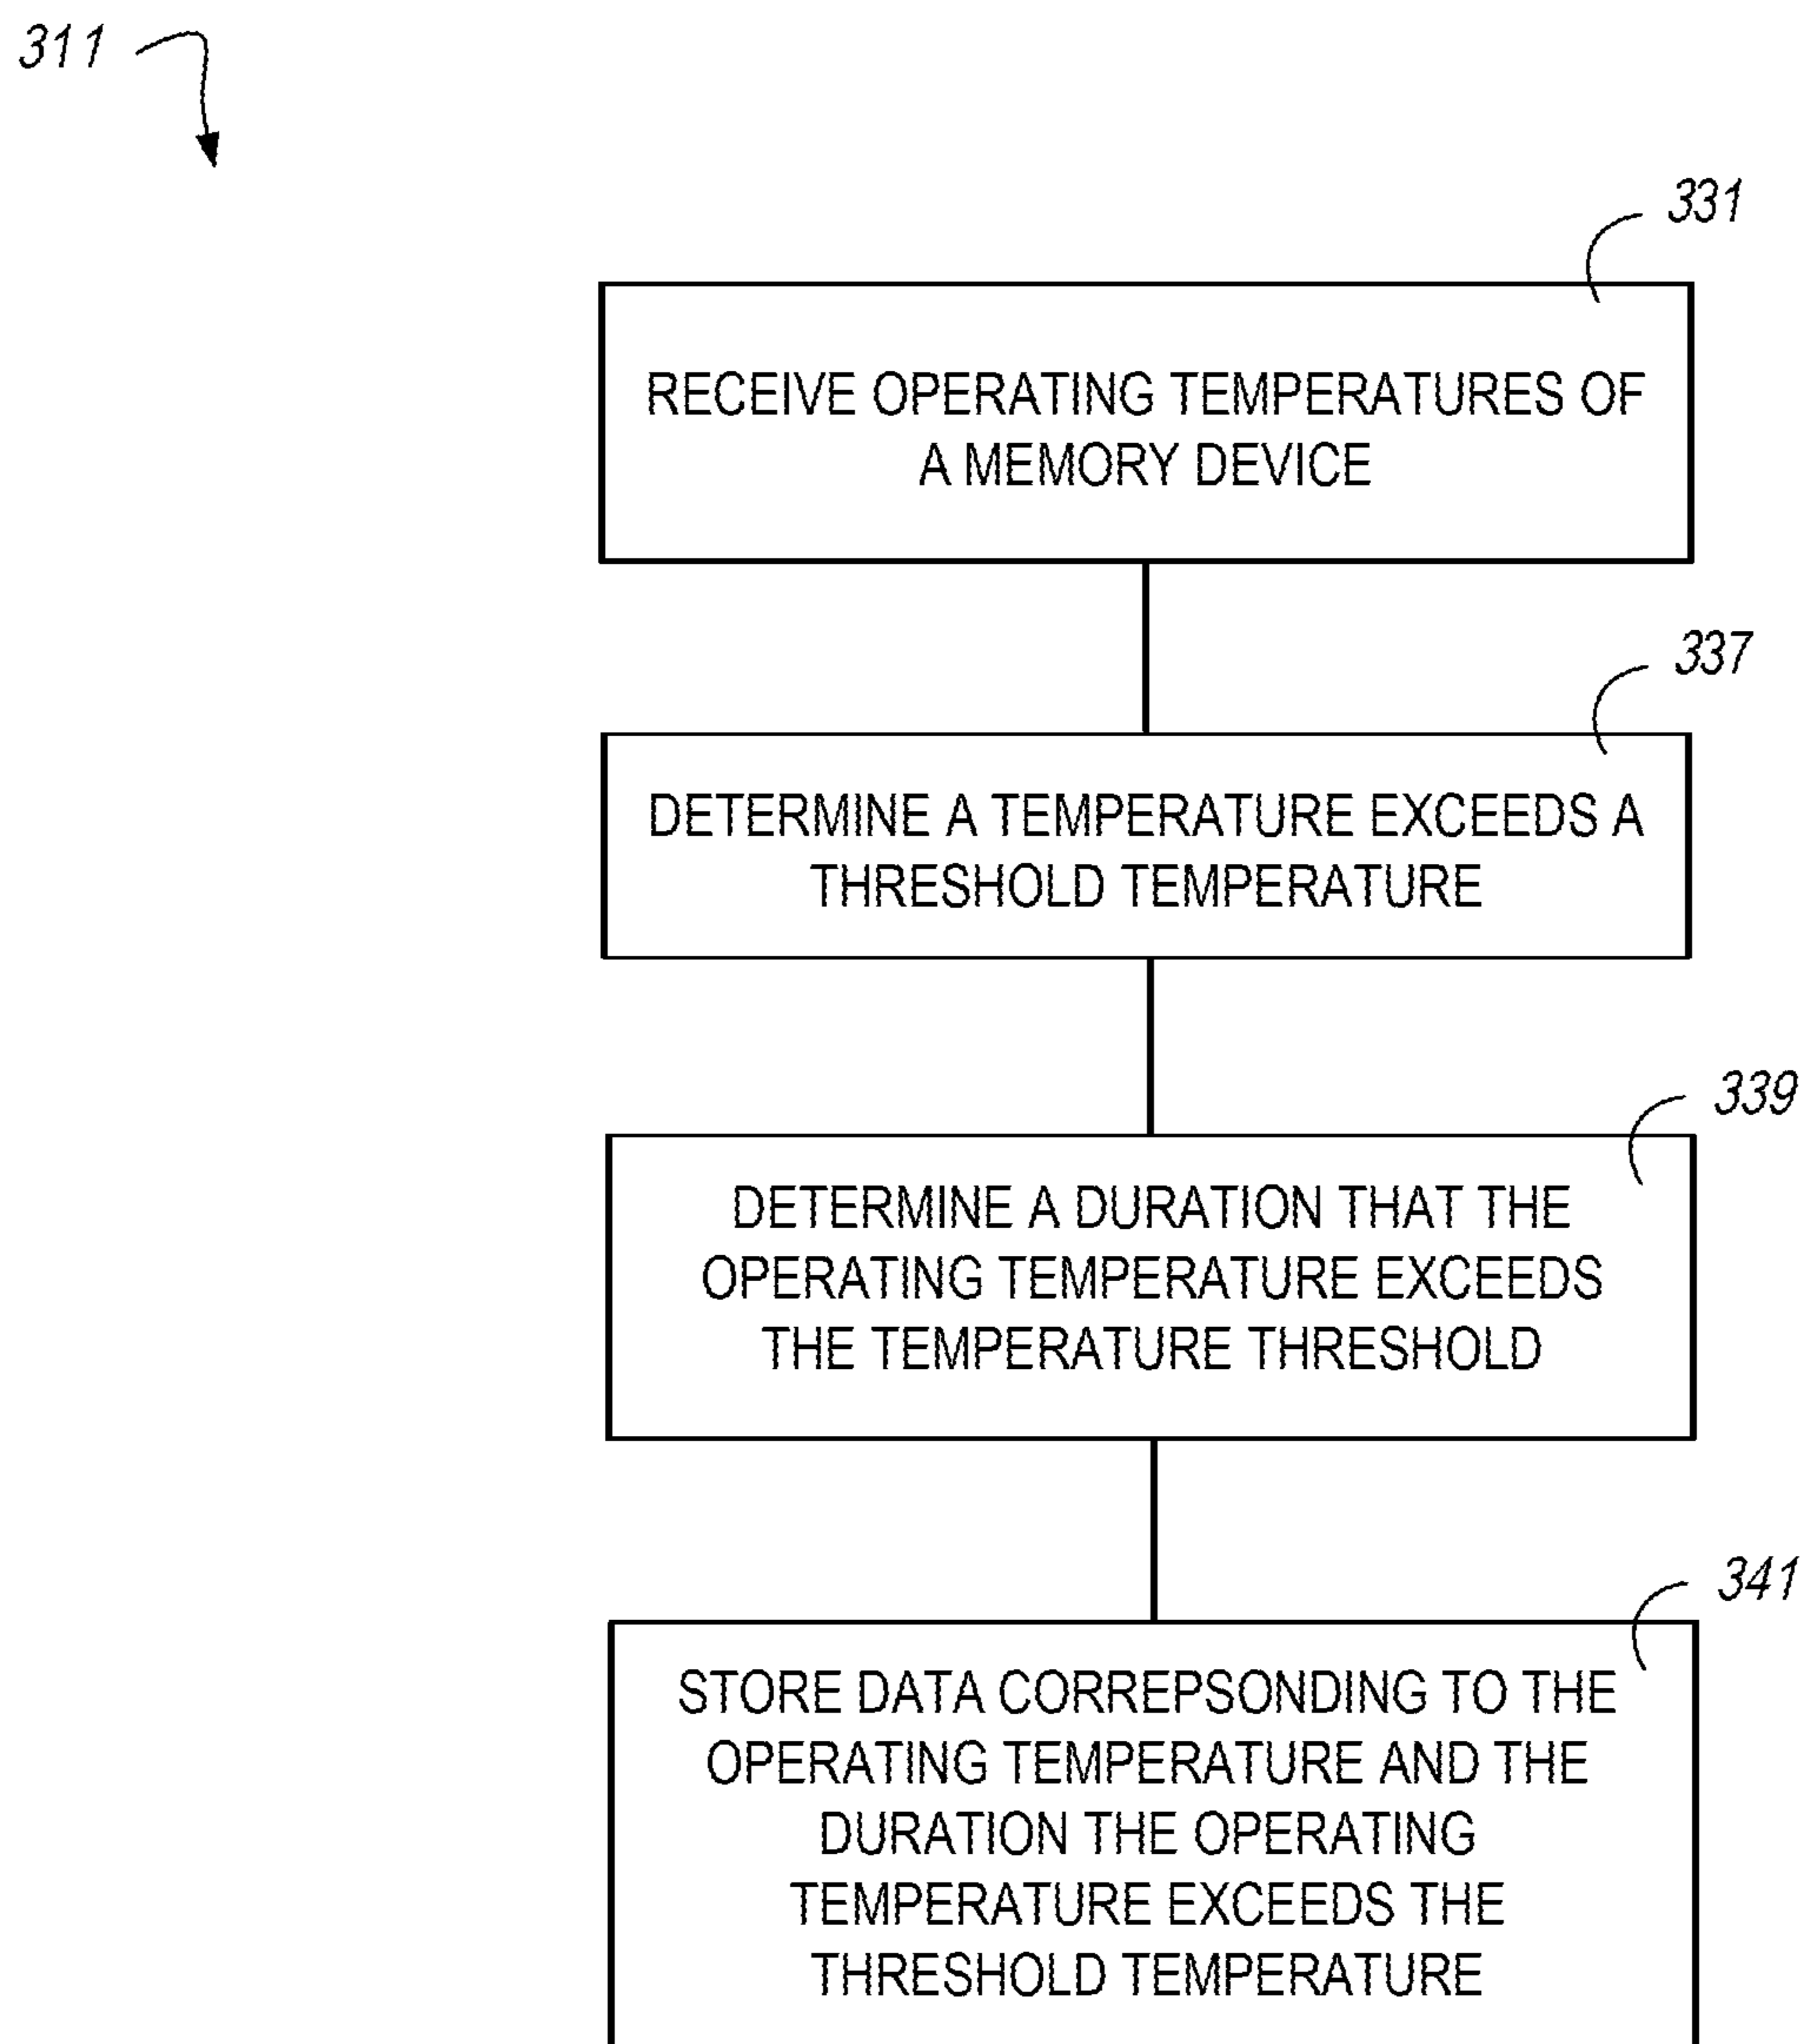 311
331
RECEIVE OPERATING TEMPERATURES OF
A MEMORY DEVICE
337
DETERMINE A TEMPERATURE EXCEEDS A
THRESHOLD TEMPERATURE
339
DETERMINE A DURATION THAT THE
OPERATING TEMPERATURE EXCEEDS
THE TEMPERATURE THRESHOLD
341
STORE DATA CORREPSONDING TO THE
OPERATING TEMPERATURE AND THE
DURATION THE OPERATING
TEMPERATURE EXCEEDS THE
THRESHOLD TEMPERATURE